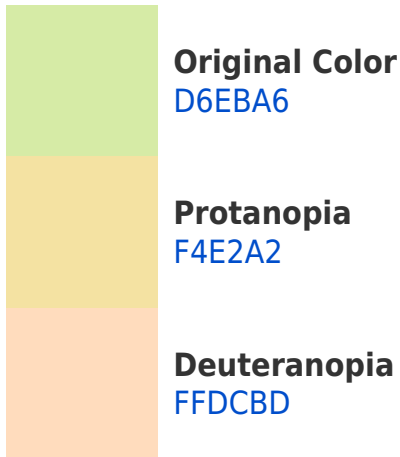 Original Color
D6EBA6
Protanopia
F4E2A2
Deuteranopia
FFDCBD